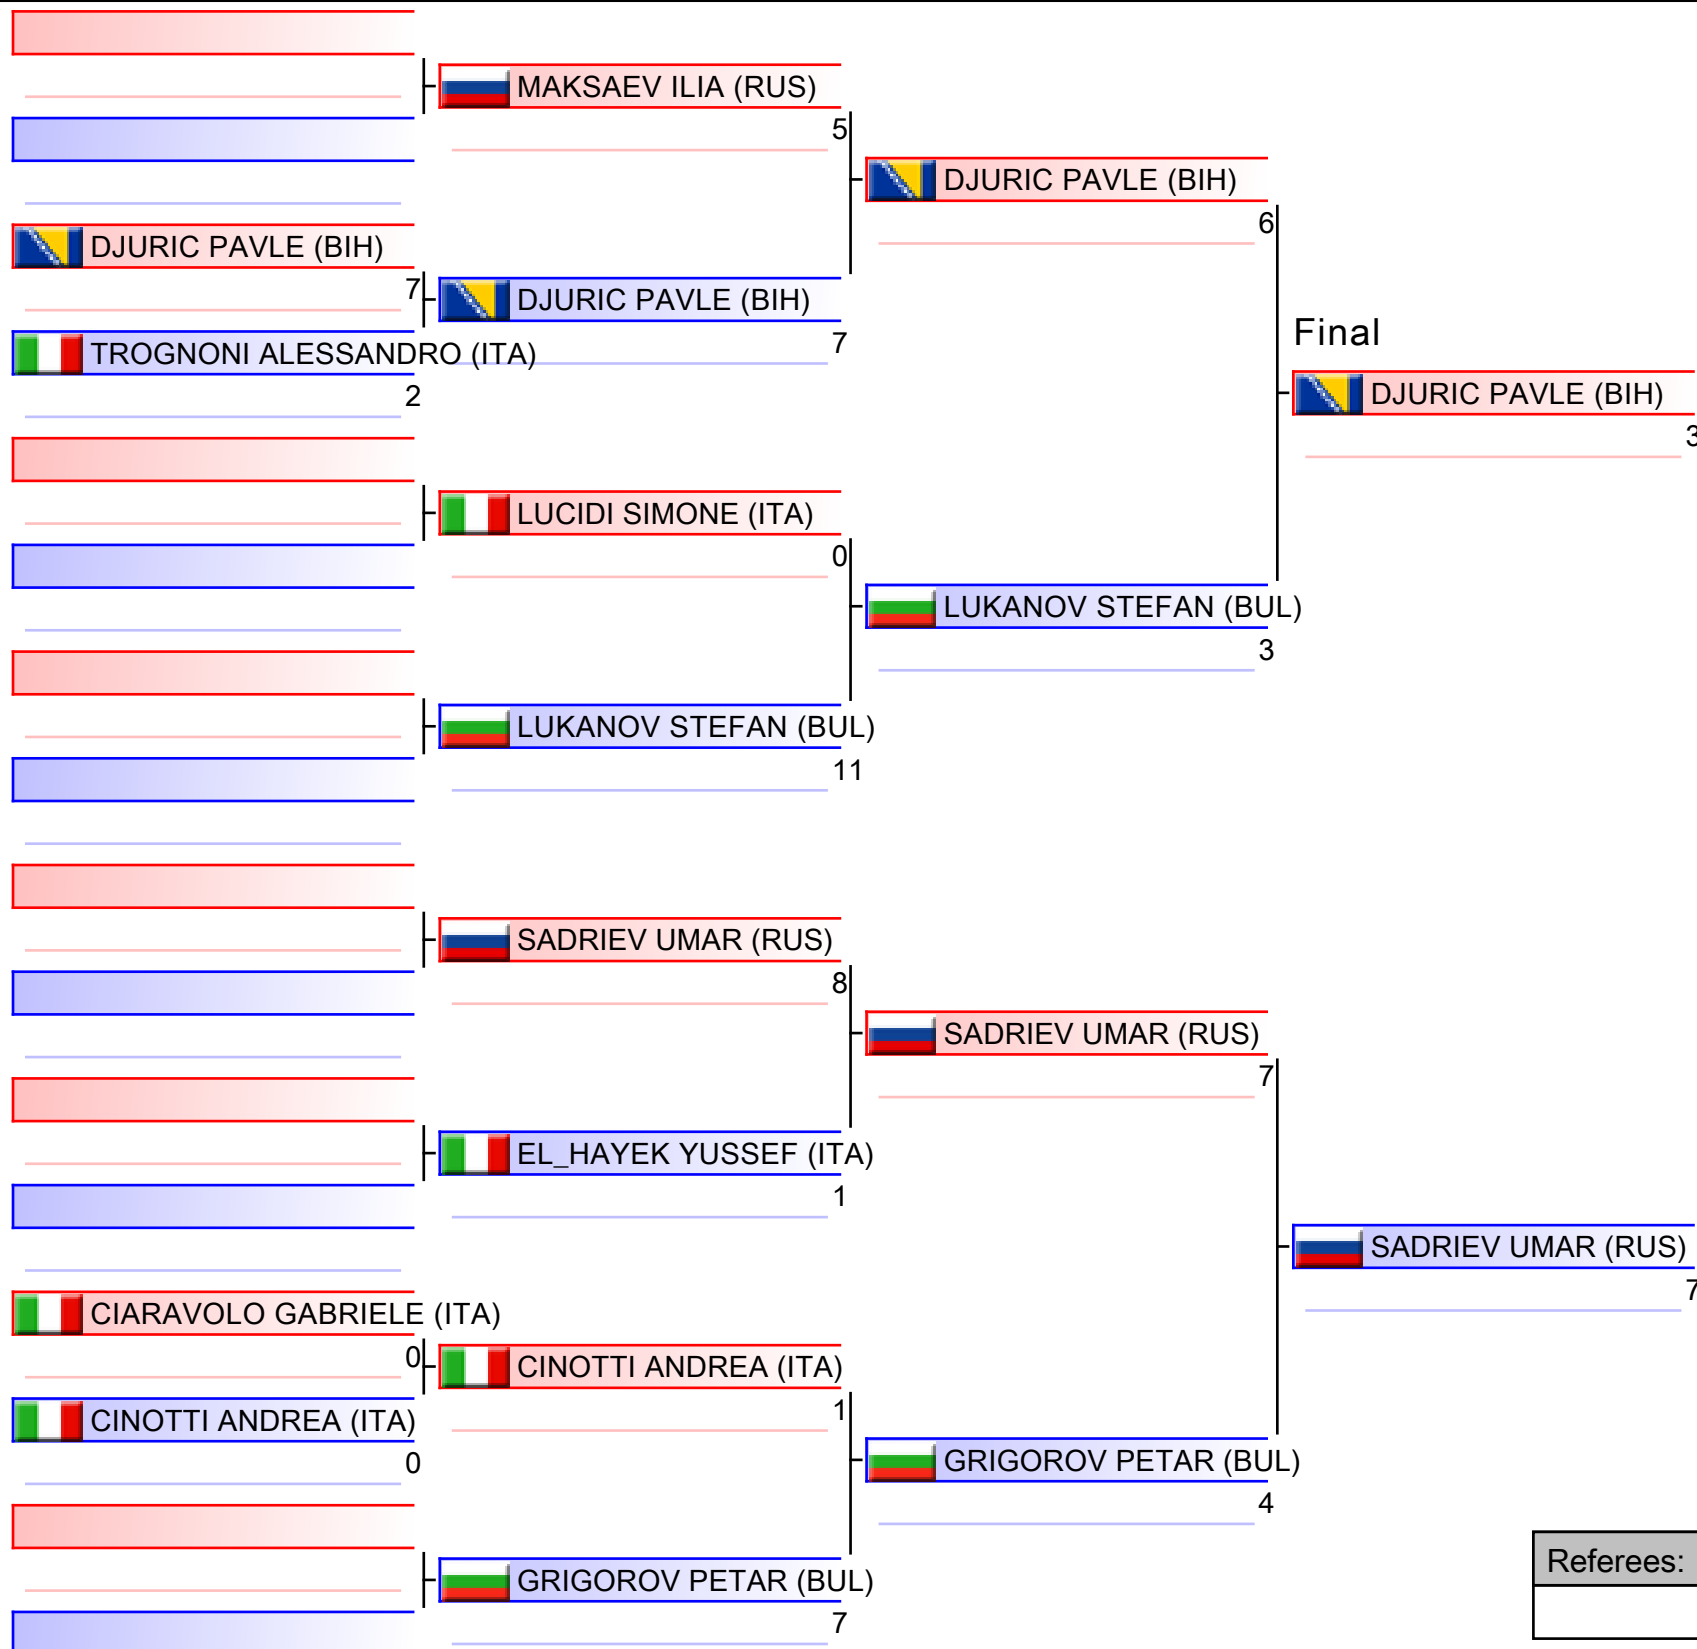 MAKSAEV ILIA (RUS)
5
DJURIC PAVLE (BIH)
6
DJURIC PAVLE (BIH)
7
DJURIC PAVLE (BIH)
7
TROGNONI ALESSANDRO (ITA)
2
Final
DJURIC PAVLE (BIH)
3
LUCIDI SIMONE (ITA)
0
LUKANOV STEFAN (BUL)
3
LUKANOV STEFAN (BUL)
11
SADRIEV UMAR (RUS)
8
SADRIEV UMAR (RUS)
7
EL_HAYEK YUSSEF (ITA)
1
SADRIEV UMAR (RUS)
7
CIARAVOLO GABRIELE (ITA)
0
CINOTTI ANDREA (ITA)
1
CINOTTI ANDREA (ITA)
0
GRIGOROV PETAR (BUL)
4
GRIGOROV PETAR (BUL)
7
Referees: